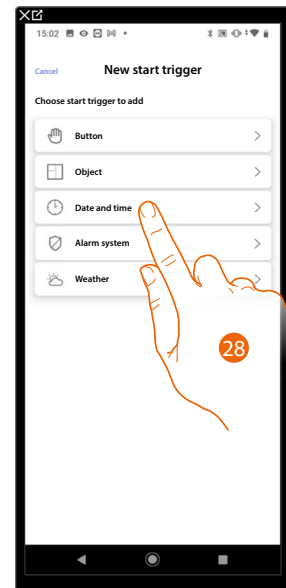 15:02
Cancel New start trigger
Choose start trigger to add
Button
Object
Date and time
Alarm system
Weather
28